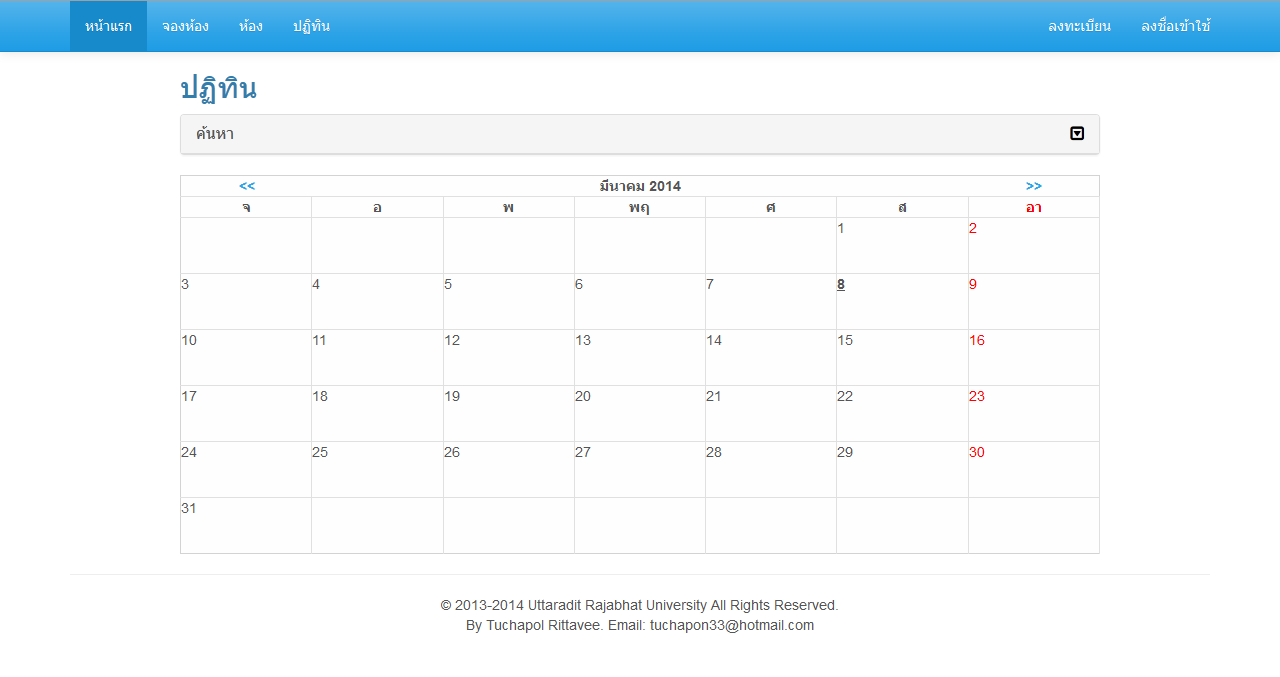 หน้าแรก จองห้อง ห้อง ปฏิทิน ลงทะเบียน ลงชื่อเข้าใช้
ปฏิทิน
ค้นหา
<< มีนาคม 2014 >>
จ อ พ พฤ ศ ส อา
1 2
3 4 5 6 7 8 9
10 11 12 13 14 15 16
17 18 19 20 21 22 23
24 25 26 27 28 29 30
31
© 2013-2014 Uttaradit Rajabhat University All Rights Reserved.
By Tuchapol Rittavee. Email: tuchapon33@hotmail.com